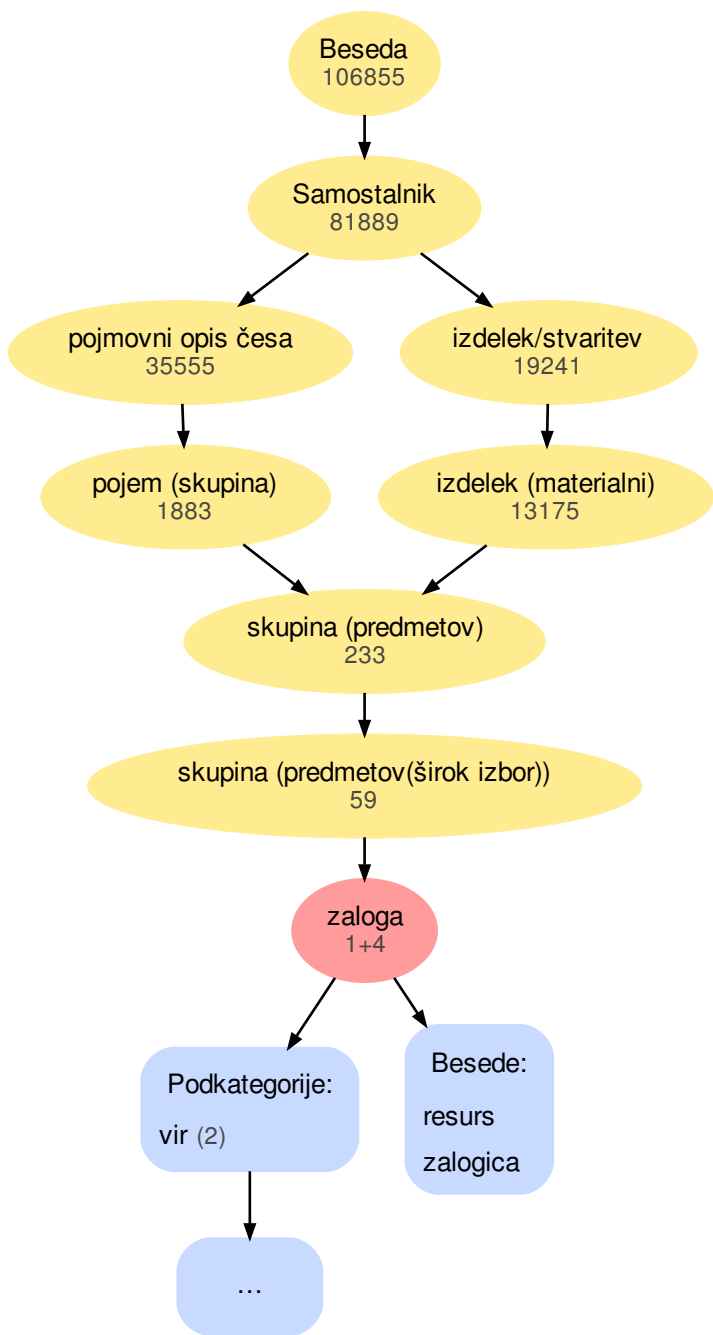 Beseda
106855
Samostalnik
81889
pojmovni opis česa
35555
izdelek/stvaritev
19241
pojem (skupina)
1883
izdelek (materialni)
13175
skupina (predmetov)
233
skupina (predmetov(širok izbor))
59
zaloga
1+4
Podkategorije:
vir (2)
Besede:
resurs
zalogica
...